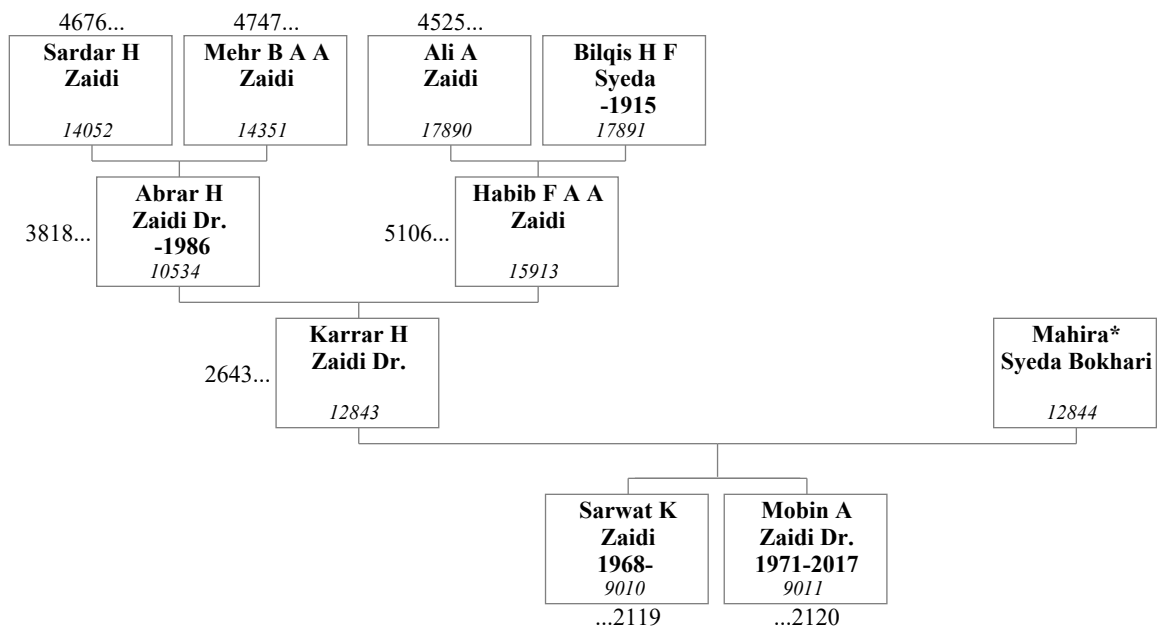 4676...
4747...
4525...
Sardar H
Zaidi
14052
Mehr B A A
Zaidi
14351
Ali A
Zaidi
17890
Bilqis H F
Syeda
-1915
17891
3818...
Abrar H
Zaidi Dr.
-1986
10534
5106...
Habib F A A
Zaidi
15913
2643...
Karrar H
Zaidi Dr.
12843
Mahira*
Syeda Bokhari
12844
Sarwat K
Zaidi
1968-
9010
...2119
Mobin A
Zaidi Dr.
1971-2017
9011
...2120